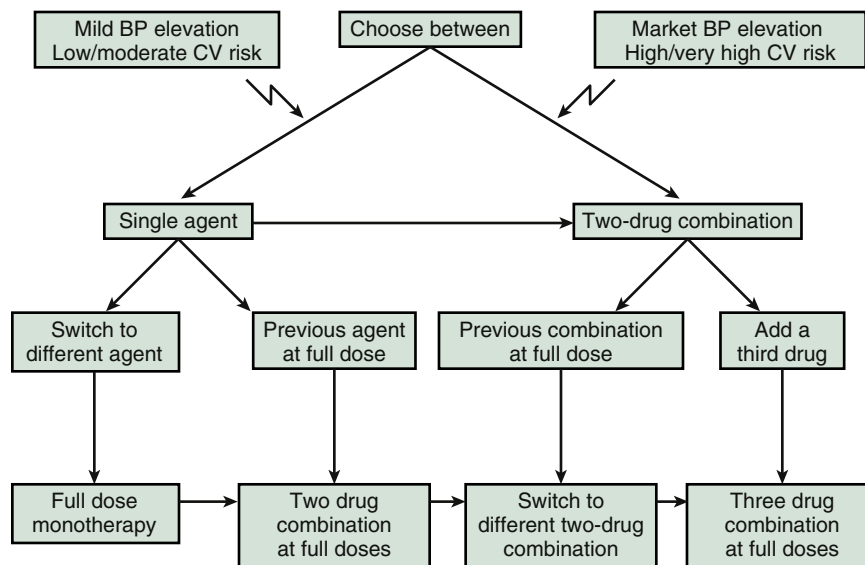 Mild BP elevation
Low/moderate CV risk
Choose between
Market BP elevation
High/very high CV risk
Single agent
Two-drug combination
Switch to
different agent
Previous agent
at full dose
Previous combination
at full dose
Add a
third drug
Full dose
monotherapy
Two drug
combination
at full doses
Switch to
different two-drug
combination
Three drug
combination
at full doses